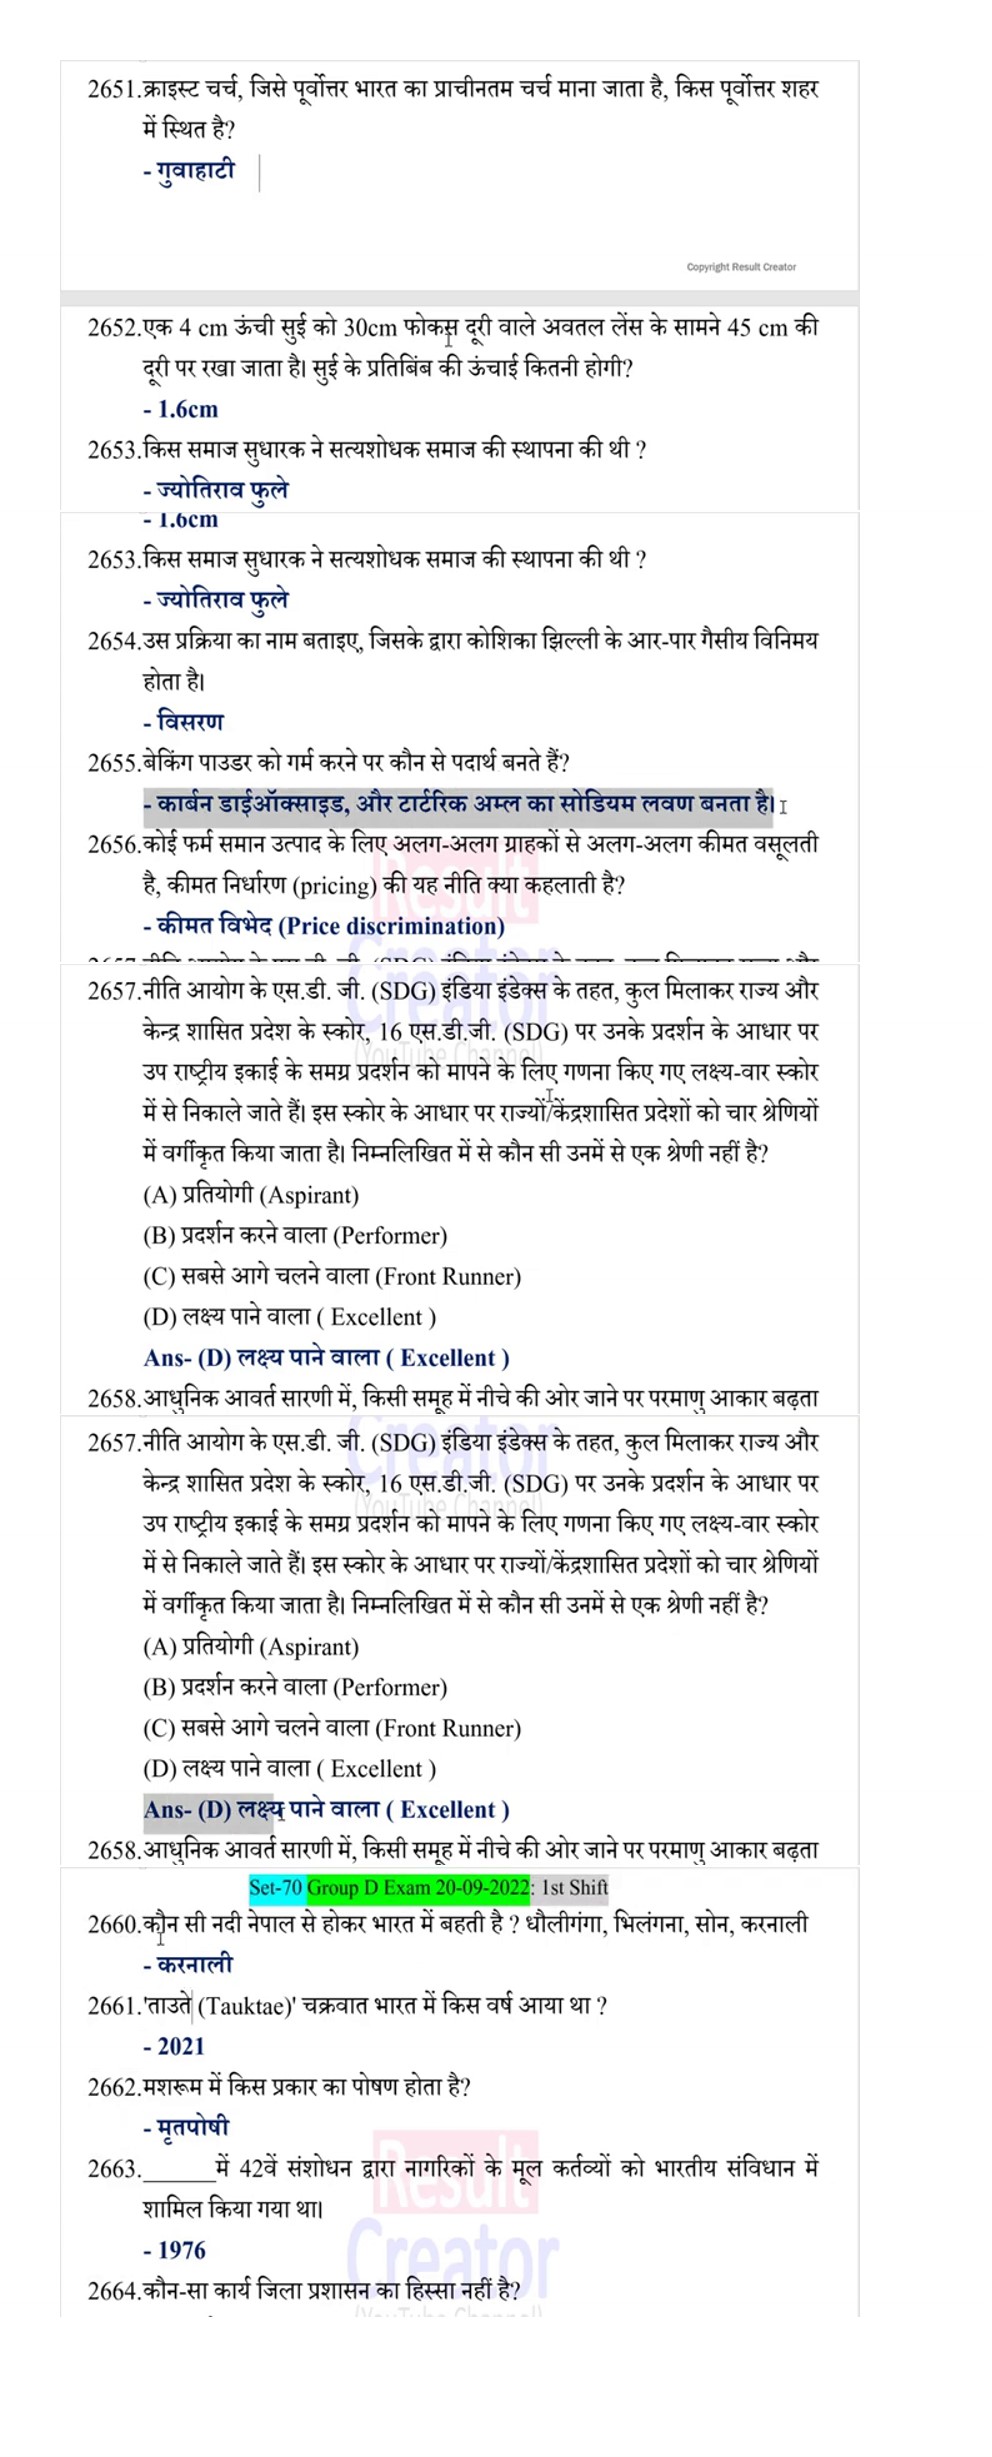 2651.क्राइस्ट चर्च, जिसे पूर्वोत्तर भारत का प्राचीनतम चर्च माना जाता है, किस पूर्वोत्तर शहर
में स्थित है?
- गुवाहाटी
Copyright Result Creator
2652.एक 4 cm ऊंची सुई को 30cm फोकस दूरी वाले अवतल लेंस के सामने 45 cm की
दूरी पर रखा जाता है। सुई के प्रतिबिंब की ऊंचाई कितनी होगी?
- 1.6cm
2653.किस समाज सुधारक ने सत्यशोधक समाज की स्थापना की थी ?
- ज्योतिराव फुले
- 1.6cm
2653.किस समाज सुधारक ने सत्यशोधक समाज की स्थापना की थी ?
- ज्योतिराव फुले
2654.उस प्रक्रिया का नाम बताइए, जिसके द्वारा कोशिका झिल्ली के आर-पार गैसीय विनिमय
होता है।
- विसरण
2655.बेकिंग पाउडर को गर्म करने पर कौन से पदार्थ बनते हैं?
- कार्बन डाईऑक्साइड, और टार्टरिक अम्ल का सोडियम लवण बनता है।
2656.कोई फर्म समान उत्पाद के लिए अलग-अलग ग्राहकों से अलग-अलग कीमत वसूलती
है, कीमत निर्धारण (pricing) की यह नीति क्या कहलाती है?
Result
- कीमत विभेद (Price discrimination)
Creator
2657.नीति आयोग के एस.डी. जी. (SDG) इंडिया इंडेक्स के तहत, कुल मिलाकर राज्य और
केन्द्र शासित प्रदेश के स्कोर, 16 एस.डी.जी. (SDG) पर उनके प्रदर्शन के आधार पर
(YouTube Channel)
उप राष्ट्रीय इकाई के समग्र प्रदर्शन को मापने के लिए गणना किए गए लक्ष्य-वार स्कोर
में से निकाले जाते हैं। इस स्कोर के आधार पर राज्यों/केंद्रशासित प्रदेशों को चार श्रेणियों
में वर्गीकृत किया जाता है। निम्नलिखित में से कौन सी उनमें से एक श्रेणी नहीं है?
(A) प्रतियोगी (Aspirant)
(B) प्रदर्शन करने वाला (Performer)
(C) सबसे आगे चलने वाला (Front Runner)
(D) लक्ष्य पाने वाला ( Excellent )
Ans- (D) लक्ष्य पाने वाला ( Excellent )
2658.आधुनिक आवर्त सारणी में, किसी समूह में नीचे की ओर जाने पर परमाणु आकार बढ़ता
Creator
2657.नीति आयोग के एस.डी. जी. (SDG) इंडिया इंडेक्स के तहत, कुल मिलाकर राज्य और
केन्द्र शासित प्रदेश के स्कोर, 16 एस.डी.जी. (SDG) पर उनके प्रदर्शन के आधार पर
(YouTube Channel)
उप राष्ट्रीय इकाई के समग्र प्रदर्शन को मापने के लिए गणना किए गए लक्ष्य-वार स्कोर
में से निकाले जाते हैं। इस स्कोर के आधार पर राज्यों/केंद्रशासित प्रदेशों को चार श्रेणियों
में वर्गीकृत किया जाता है। निम्नलिखित में से कौन सी उनमें से एक श्रेणी नहीं है?
(A) प्रतियोगी (Aspirant)
(B) प्रदर्शन करने वाला (Performer)
(C) सबसे आगे चलने वाला (Front Runner)
(D) लक्ष्य पाने वाला ( Excellent )
Ans- (D) लक्ष्य पाने वाला ( Excellent )
2658.आधुनिक आवर्त सारणी में, किसी समूह में नीचे की ओर जाने पर परमाणु आकार बढ़ता
Set-70 Group D Exam 20-09-2022: 1st Shift
2660.कौन सी नदी नेपाल से होकर भारत में बहती है ? धौलीगंगा, भिलंगना, सोन, करनाली
- करनाली
2661.'ताउते (Tauktae)' चक्रवात भारत में किस वर्ष आया था ?
- 2021
2662.मशरूम में किस प्रकार का पोषण होता है?
- मृतपोषी
2663.______में 42वें संशोधन द्वारा नागरिकों के मूल कर्तव्यों को भारतीय संविधान में
Result
शामिल किया गया था।
- 1976
Creator
2664.कौन-सा कार्य जिला प्रशासन का हिस्सा नहीं है?